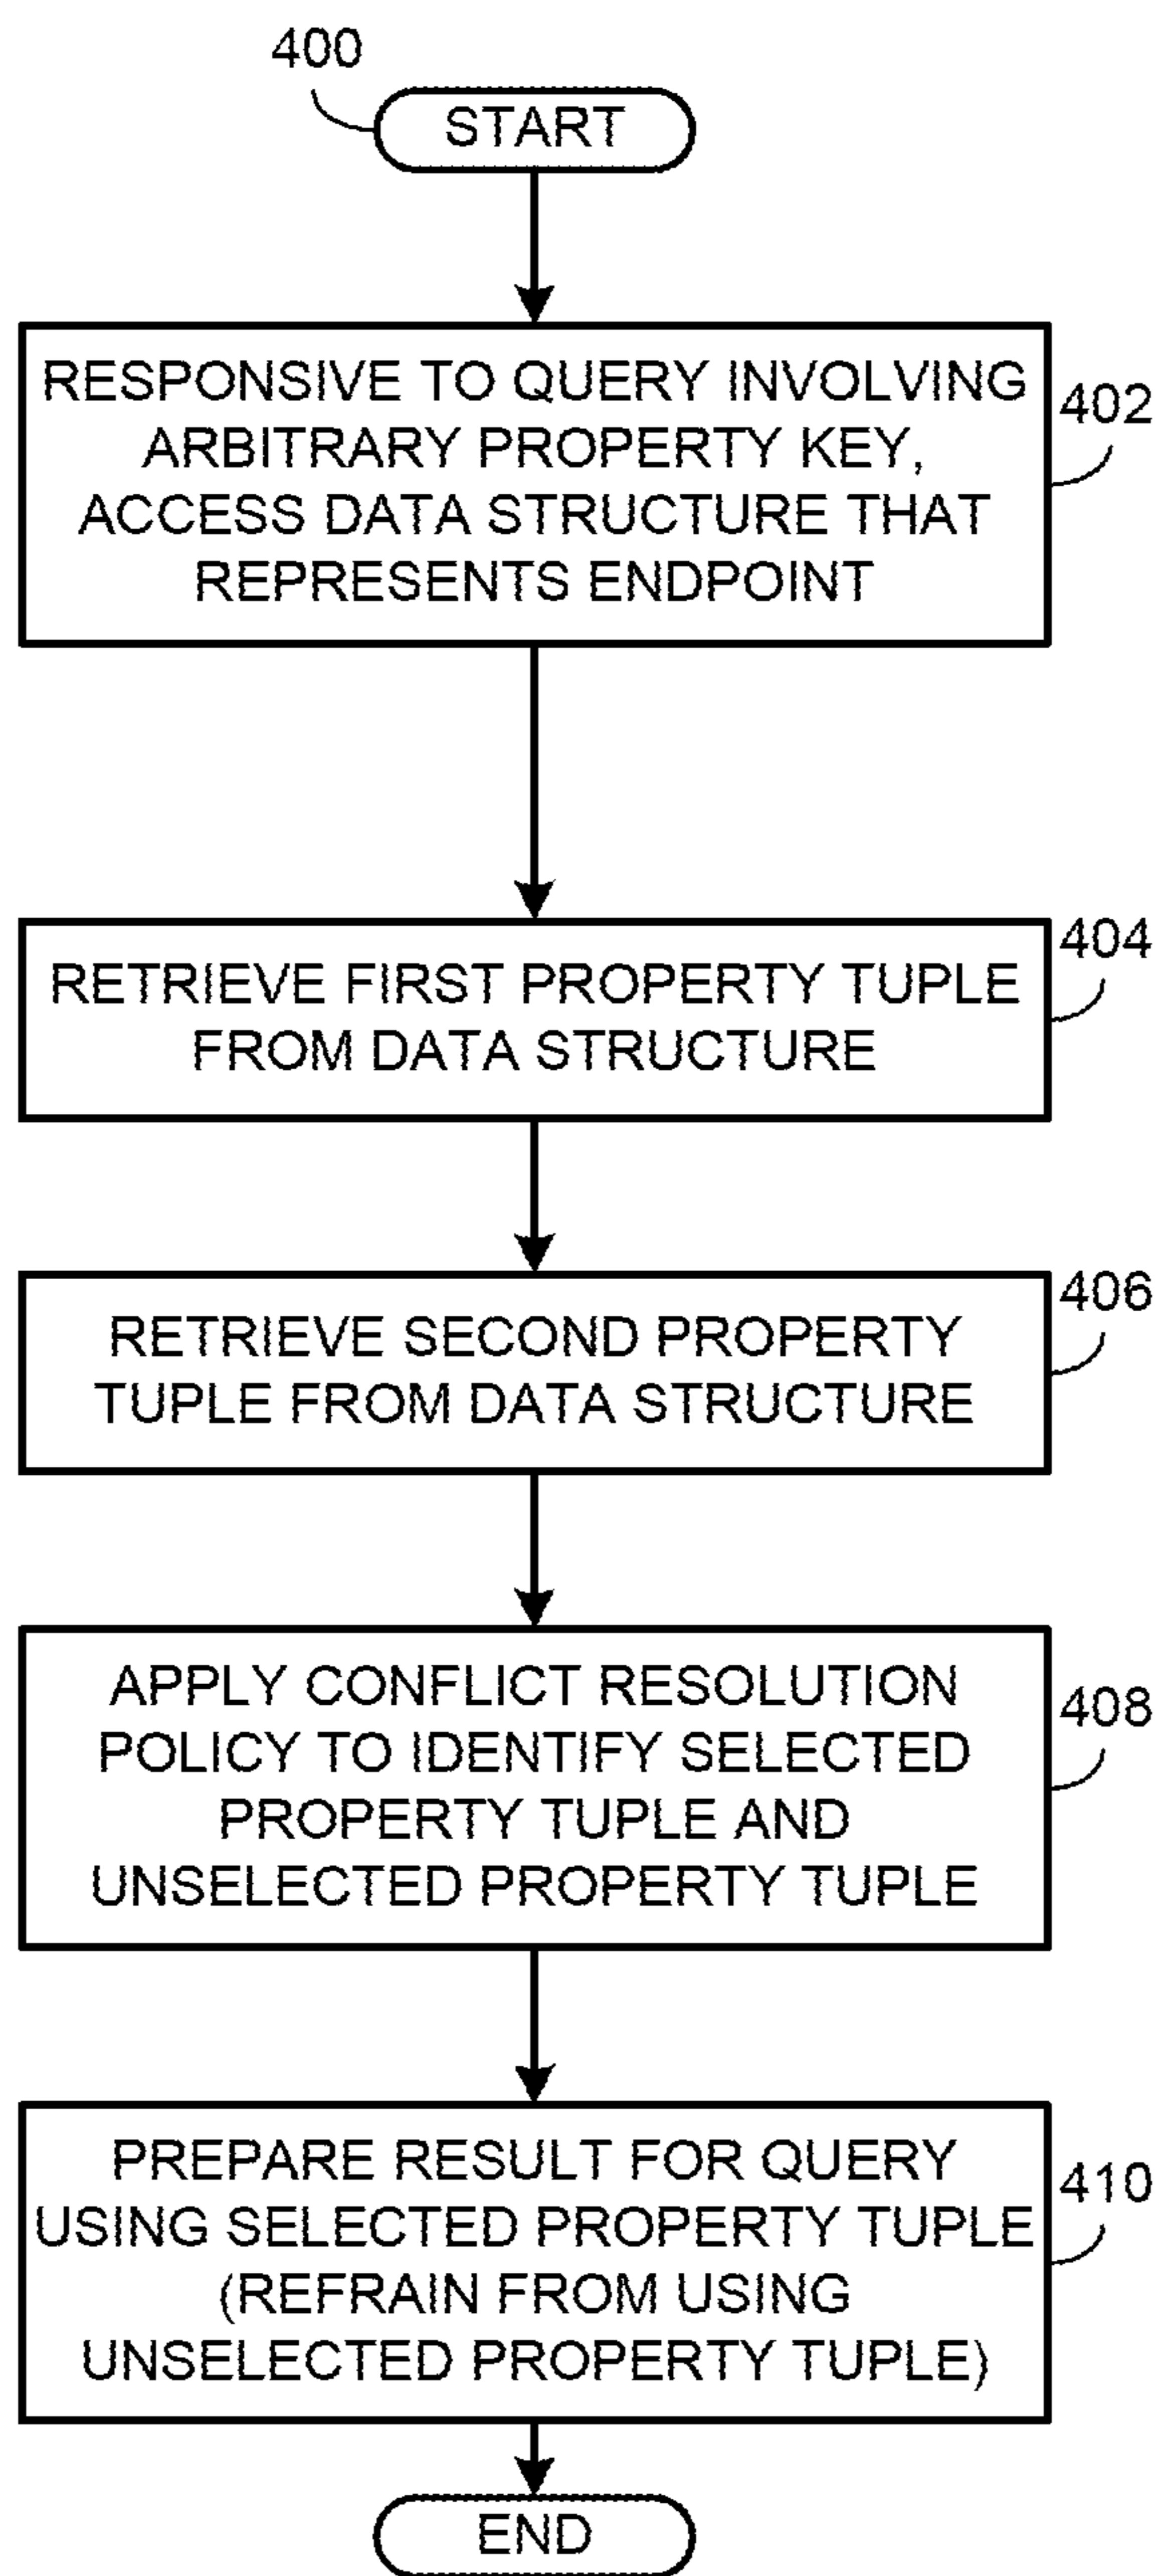 400
START
RESPONSIVE TO QUERY INVOLVING
ARBITRARY PROPERTY KEY,
ACCESS DATA STRUCTURE THAT
REPRESENTS ENDPOINT
402
RETRIEVE FIRST PROPERTY TUPLE
FROM DATA STRUCTURE
404
RETRIEVE SECOND PROPERTY
TUPLE FROM DATA STRUCTURE
406
APPLY CONFLICT RESOLUTION
POLICY TO IDENTIFY SELECTED
PROPERTY TUPLE AND
UNSELECTED PROPERTY TUPLE
408
PREPARE RESULT FOR QUERY
USING SELECTED PROPERTY TUPLE
(REFRAIN FROM USING
UNSELECTED PROPERTY TUPLE)
410
END